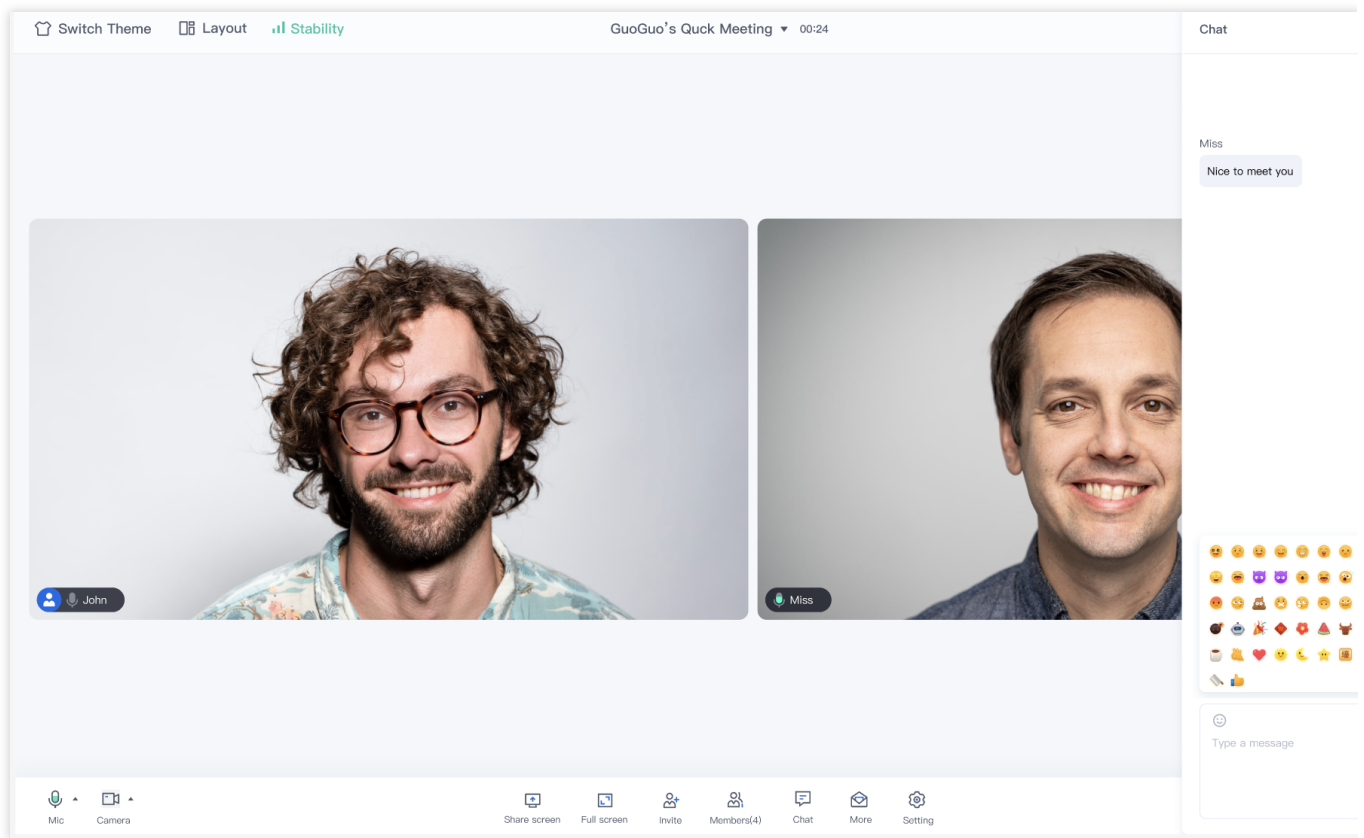 Switch Theme
Layout
Stability
GuoGuo's Quck Meeting
00:24
Chat
Miss
Nice to meet you
John
Miss
Type a message
Mic
Camera
Share screen
Full screen
Invite
Members(4)
Chat
More
Setting